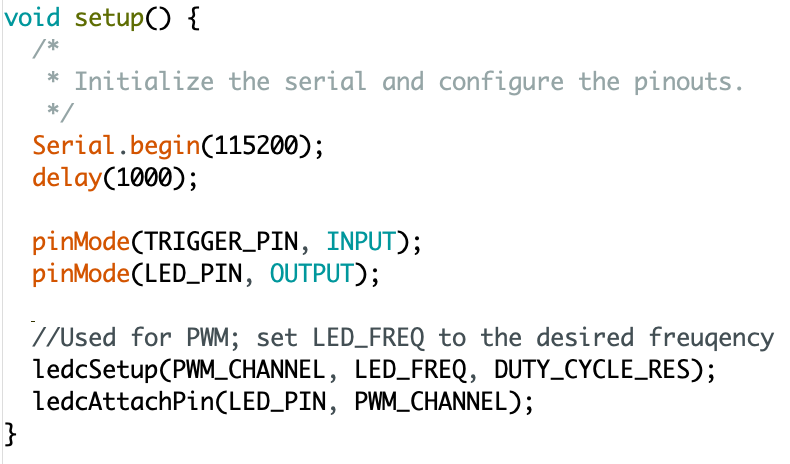 void setup() {
  /*
   * Initialize the serial and configure the pinouts.
   */
  Serial.begin(115200);
  delay(1000);

  pinMode(TRIGGER_PIN, INPUT);
  pinMode(LED_PIN, OUTPUT);

  //Used for PWM; set LED_FREQ to the desired freuqency
  ledcSetup(PWM_CHANNEL, LED_FREQ, DUTY_CYCLE_RES);
  ledcAttachPin(LED_PIN, PWM_CHANNEL);
}